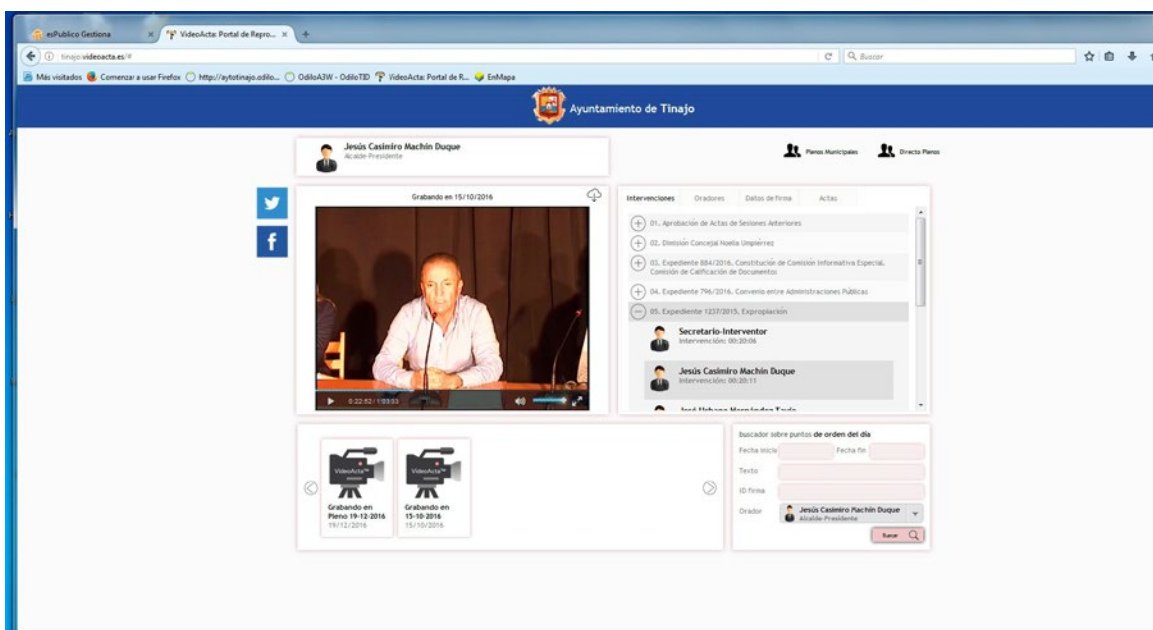 esPublico Gestiona
VideoActa: Portal de Repro...
tinajo.videoacta.es/#
Buscar
Más visitados
Comenzar a usar Firefox
http://aytotinajo.odilo...
OdiloA3W - OdiloTID
VideoActa: Portal de R...
EnMapa
Ayuntamiento de Tinajo
Jesús Casimiro Machín Duque
Alcalde-Presidente
Plenos Municipales
Directo Plenos
Grabando en 15/10/2016
0:22:52 / 1:03:33
Intervenciones
Oradores
Datos de firma
Actas
01. Aprobación de Actas de Sesiones Anteriores
02. Dimisión Concejal Noelia Umpiérrez
03. Expediente 884/2016. Constitución de Comisión Informativa Especial.
Comisión de Calificación de Documentos
04. Expediente 796/2016. Convenio entre Administraciones Públicas
05. Expediente 1237/2015. Expropiación
Secretario-Interventor
Intervención: 00:20:06
Jesús Casimiro Machín Duque
Intervención: 00:20:11
VideoActa™
Grabando en
Pleno 19-12-2016
19/12/2016
VideoActa™
Grabando en
15-10-2016
15/10/2016
buscador sobre puntos de orden del día
Fecha inicio
Fecha fin
Texto
ID firma
Orador
Jesús Casimiro Machín Duque
Alcalde-Presidente
Buscar